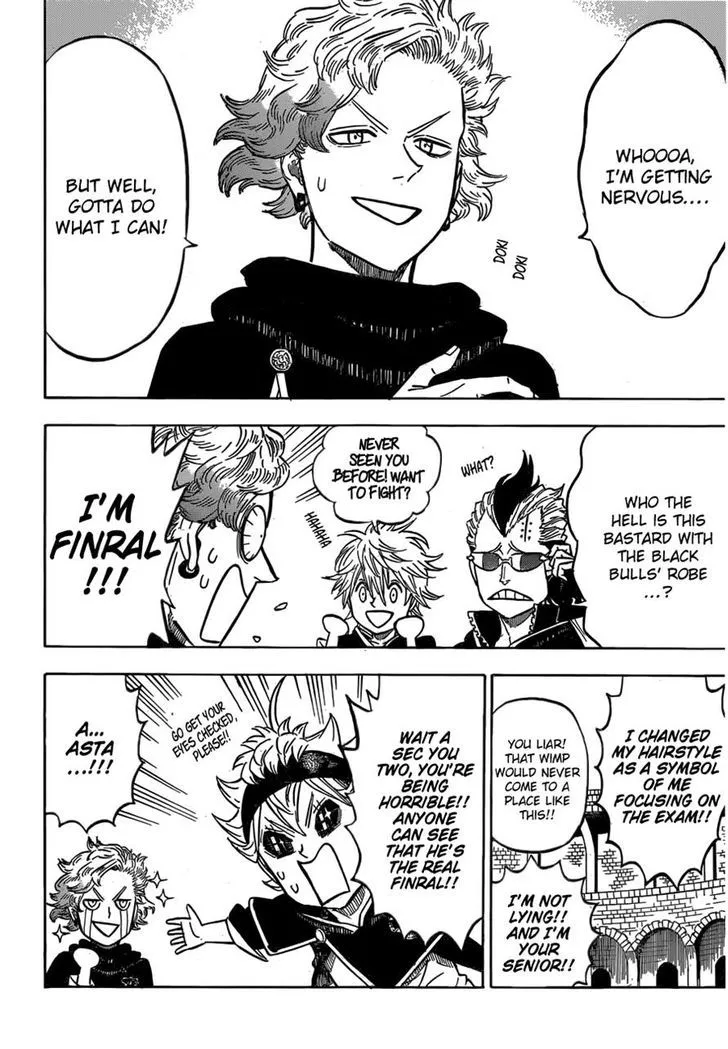 WHOOOA,
I'M GETTING
NERVOUS....
DOKI
DOKI
BUT WELL,
GOTTA DO
WHAT I CAN!
WHO THE
HELL IS THIS
BASTARD WITH
THE BLACK
BULLS' ROBE
...?
WHAT?
NEVER
SEEN YOU
BEFORE! WANT
TO FIGHT?
HAHAHA
I'M
FINRAL
!!!
I CHANGED
MY HAIRSTYLE
AS A SYMBOL
OF ME
FOCUSING ON
THE EXAM!!
YOU LIAR!
THAT WIMP
WOULD NEVER
COME TO A
PLACE LIKE
THIS!!
I'M NOT
LYING!!
AND I'M
YOUR
SENIOR!!
WAIT A
SEC YOU
TWO, YOU'RE
BEING
HORRIBLE!!
ANYONE
CAN SEE
THAT HE'S
THE REAL
FINRAL!!
GO GET YOUR
EYES CHECKED,
PLEASE!!
A...
ASTA
...!!!